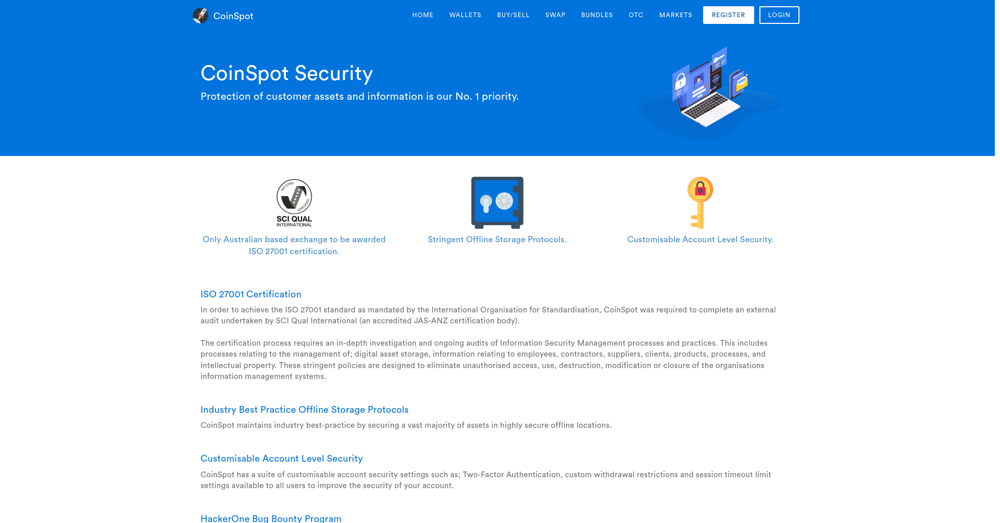 CoinSpot
HOME WALLETS BUY/SELL SWAP BUNDLES OTC MARKETS REGISTER LOGIN
CoinSpot Security
Protection of customer assets and information is our No. 1 priority.
ISO 27001
CERTIFIED
SCI QUAL
INTERNATIONAL
Only Australian based exchange to be awarded
ISO 27001 certification.
Stringent Offline Storage Protocols.
Customisable Account Level Security.
ISO 27001 Certification
In order to achieve the ISO 27001 standard as mandated by the International Organisation for Standardisation, CoinSpot was required to complete an external
audit undertaken by SCI Qual International (an accredited JAS-ANZ certification body).
The certification process requires an in-depth investigation and ongoing audits of Information Security Management processes and practices. This includes
processes relating to the management of; digital asset storage, information relating to employees, contractors, suppliers, clients, products, processes, and
intellectual property. These stringent policies are designed to eliminate unauthorised access, use, destruction, modification or closure of the organisations
information management systems.
Industry Best Practice Offline Storage Protocols
CoinSpot maintains industry best-practice by securing a vast majority of assets in highly secure offline locations.
Customisable Account Level Security
CoinSpot has a suite of customisable account security settings such as; Two-Factor Authentication, custom withdrawal restrictions and session timeout limit
settings available to all users to improve the security of your account.
HackerOne Bug Bounty Program